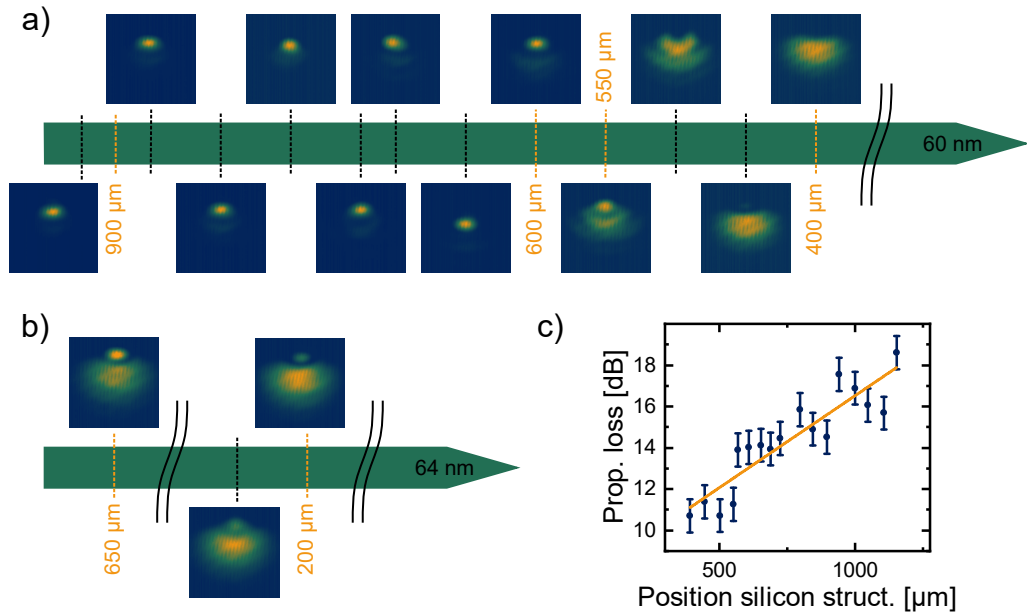 a)
550 µm
60 nm
900 µm
600 µm
400 µm
b)
64 nm
650 µm
200 µm
c)
Prop. loss [dB]
18
16
14
12
10
500
1000
Position silicon struct. [µm]